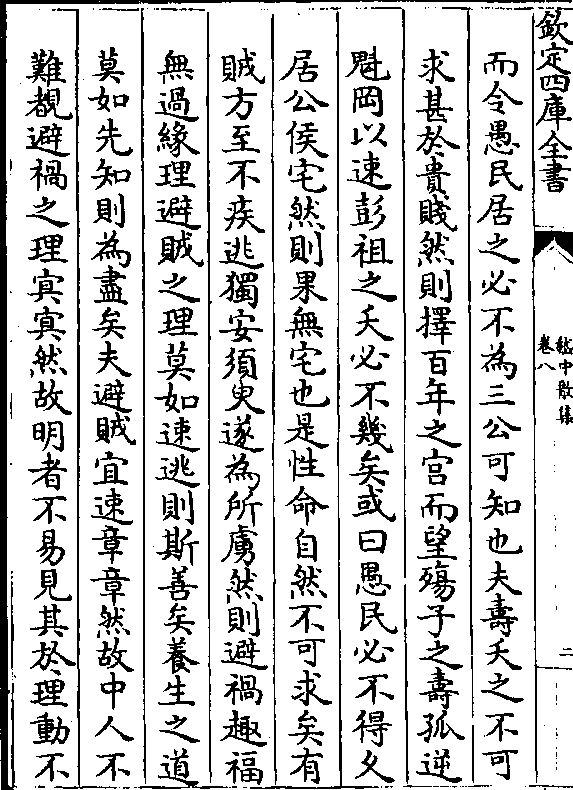 欽定四庫全書
嵇中散集
卷八
二
而令愚民居之必不為三公可知也夫壽夭之不可
求甚於貴賤然則擇百年之宫而望殤子之壽孤逆
魁岡以速彭祖之夭必不幾矣或曰愚民必不得久
居公侯宅然則果無宅也是性命自然不可求矣有
賊方至不疾逃獨安須臾遂為所虜然則避禍趣福
無過緣理避賊之理莫如速逃則斯善矣養生之道
莫如先知則為盡矣夫避賊宜速章章然故中人不
難覩避禍之理㝠㝠然故明者不易見其於理動不